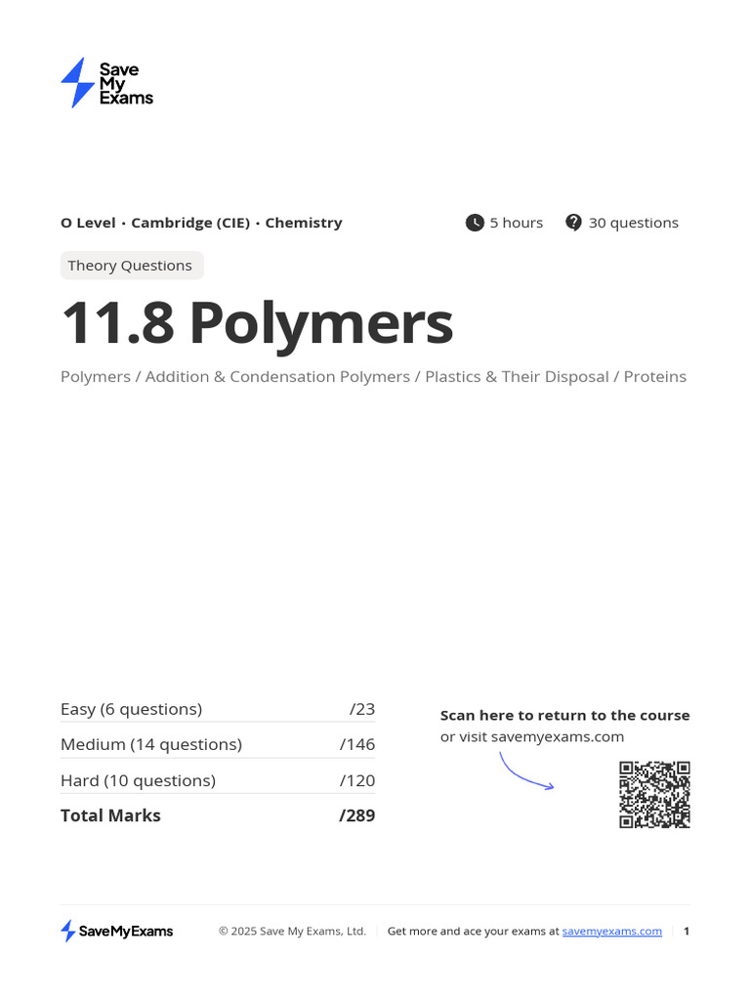 Save
My
Exams
O Level · Cambridge (CIE) · Chemistry
5 hours
30 questions
Theory Questions
11.8 Polymers
Polymers / Addition & Condensation Polymers / Plastics & Their Disposal / Proteins
Easy (6 questions) /23
Medium (14 questions) /146
Hard (10 questions) /120
Total Marks /289
Scan here to return to the course
or visit savemyexams.com
SaveMyExams © 2025 Save My Exams, Ltd. Get more and ace your exams at savemyexams.com 1